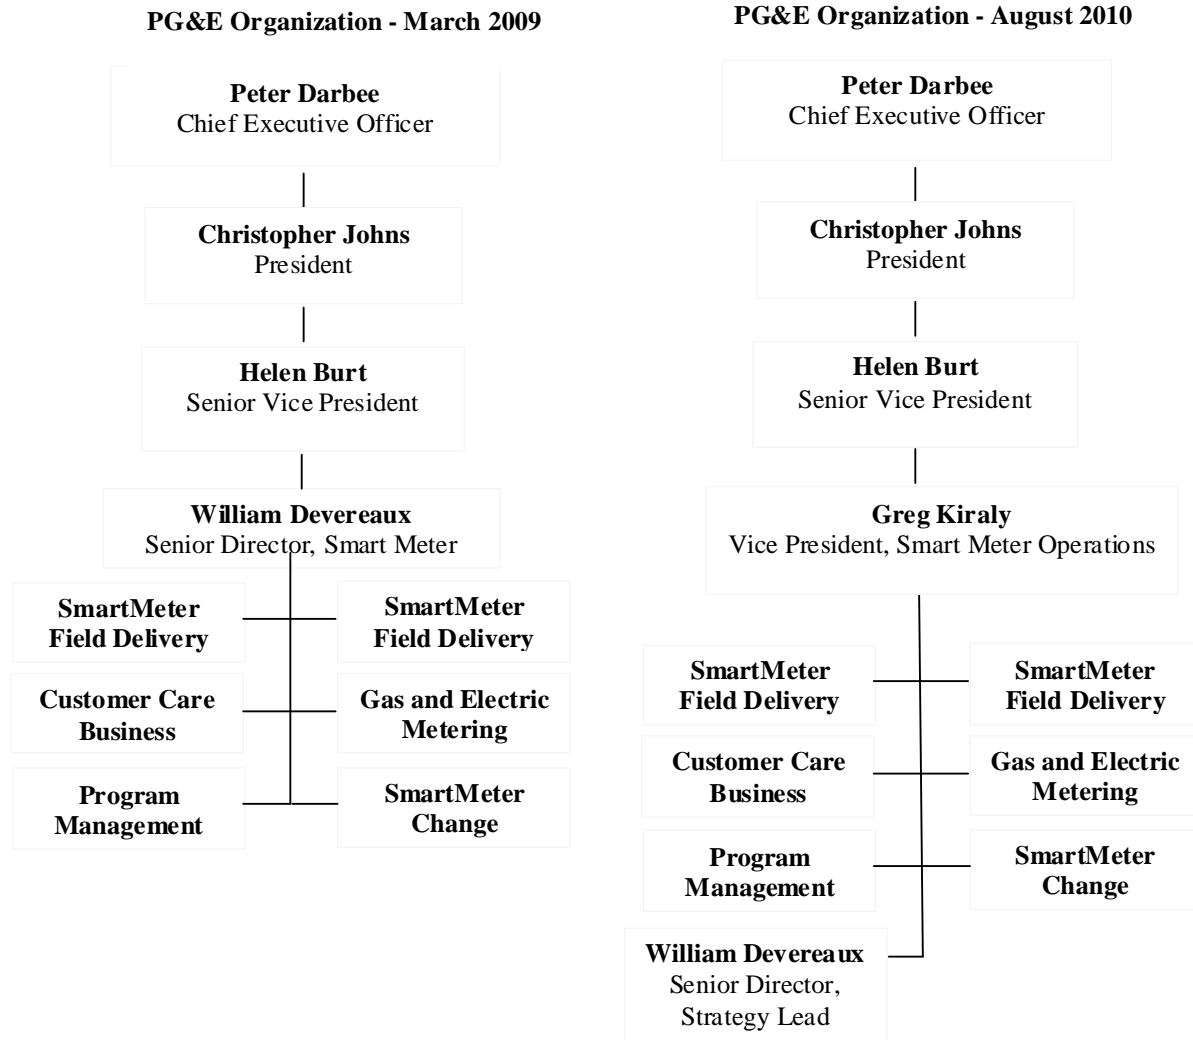 PG&E Organization - March 2009
Peter Darbee
Chief Executive Officer
Christopher Johns
President
Helen Burt
Senior Vice President
William Devereaux
Senior Director, Smart Meter
SmartMeter
Field Delivery
SmartMeter
Field Delivery
Customer Care
Business
Gas and Electric
Metering
Program
Management
SmartMeter
Change
PG&E Organization - August 2010
Peter Darbee
Chief Executive Officer
Christopher Johns
President
Helen Burt
Senior Vice President
Greg Kiraly
Vice President, Smart Meter Operations
SmartMeter
Field Delivery
SmartMeter
Field Delivery
Customer Care
Business
Gas and Electric
Metering
Program
Management
SmartMeter
Change
William Devereaux
Senior Director,
Strategy Lead